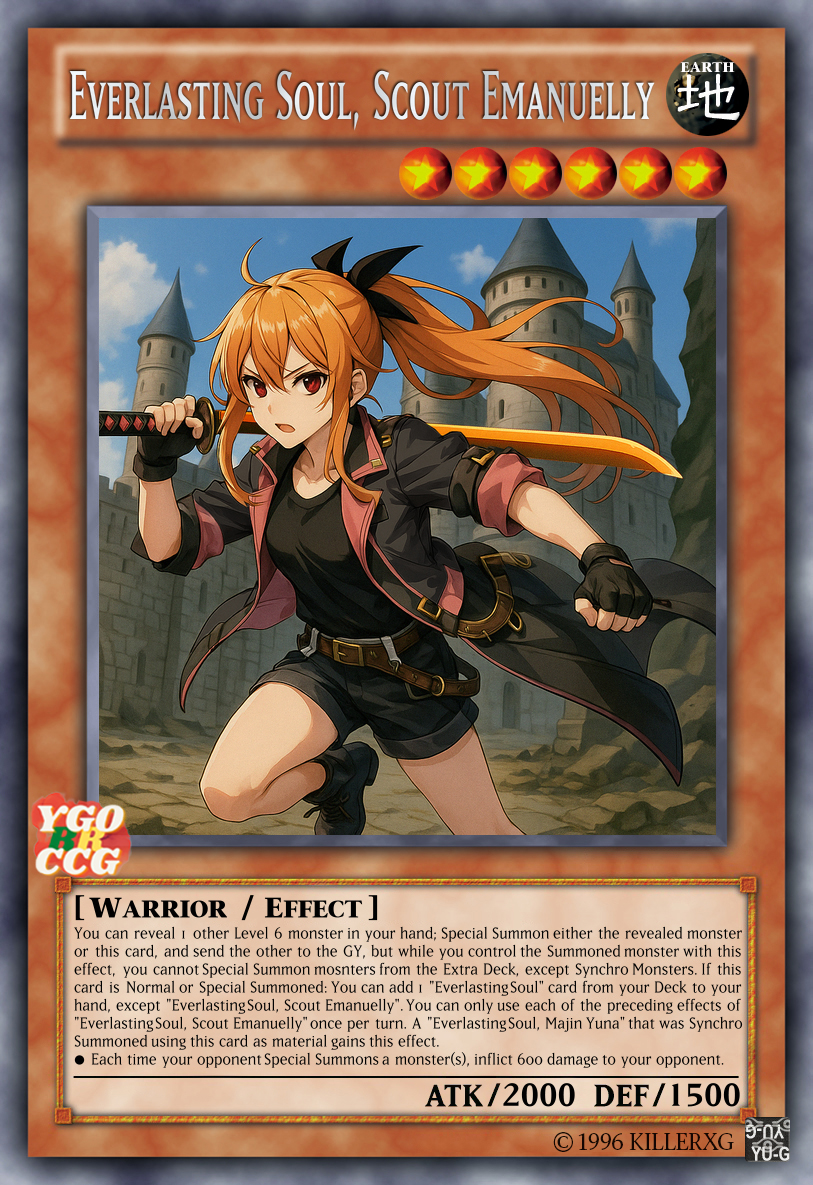 EVERLASTING SOUL, SCOUT EMANUELLY
EARTH
地
YGO
BR
CCG
[ WARRIOR / EFFECT ]
You can reveal 1 other Level 6 monster in your hand; Special Summon either the revealed monster
or this card, and send the other to the GY, but while you control the Summoned monster with this
effect, you cannot Special Summon mosnters from the Extra Deck, except Synchro Monsters. If this
card is Normal or Special Summoned: You can add 1 "Everlasting Soul" card from your Deck to your
hand, except "Everlasting Soul, Scout Emanuelly". You can only use each of the preceding effects of
"Everlasting Soul, Scout Emanuelly" once per turn. A "Everlasting Soul, Majin Yuna" that was Synchro
Summoned using this card as material gains this effect.
● Each time your opponent Special Summons a monster(s), inflict 600 damage to your opponent.
ATK/2000 DEF/1500
© 1996 KILLERXG
YU-G